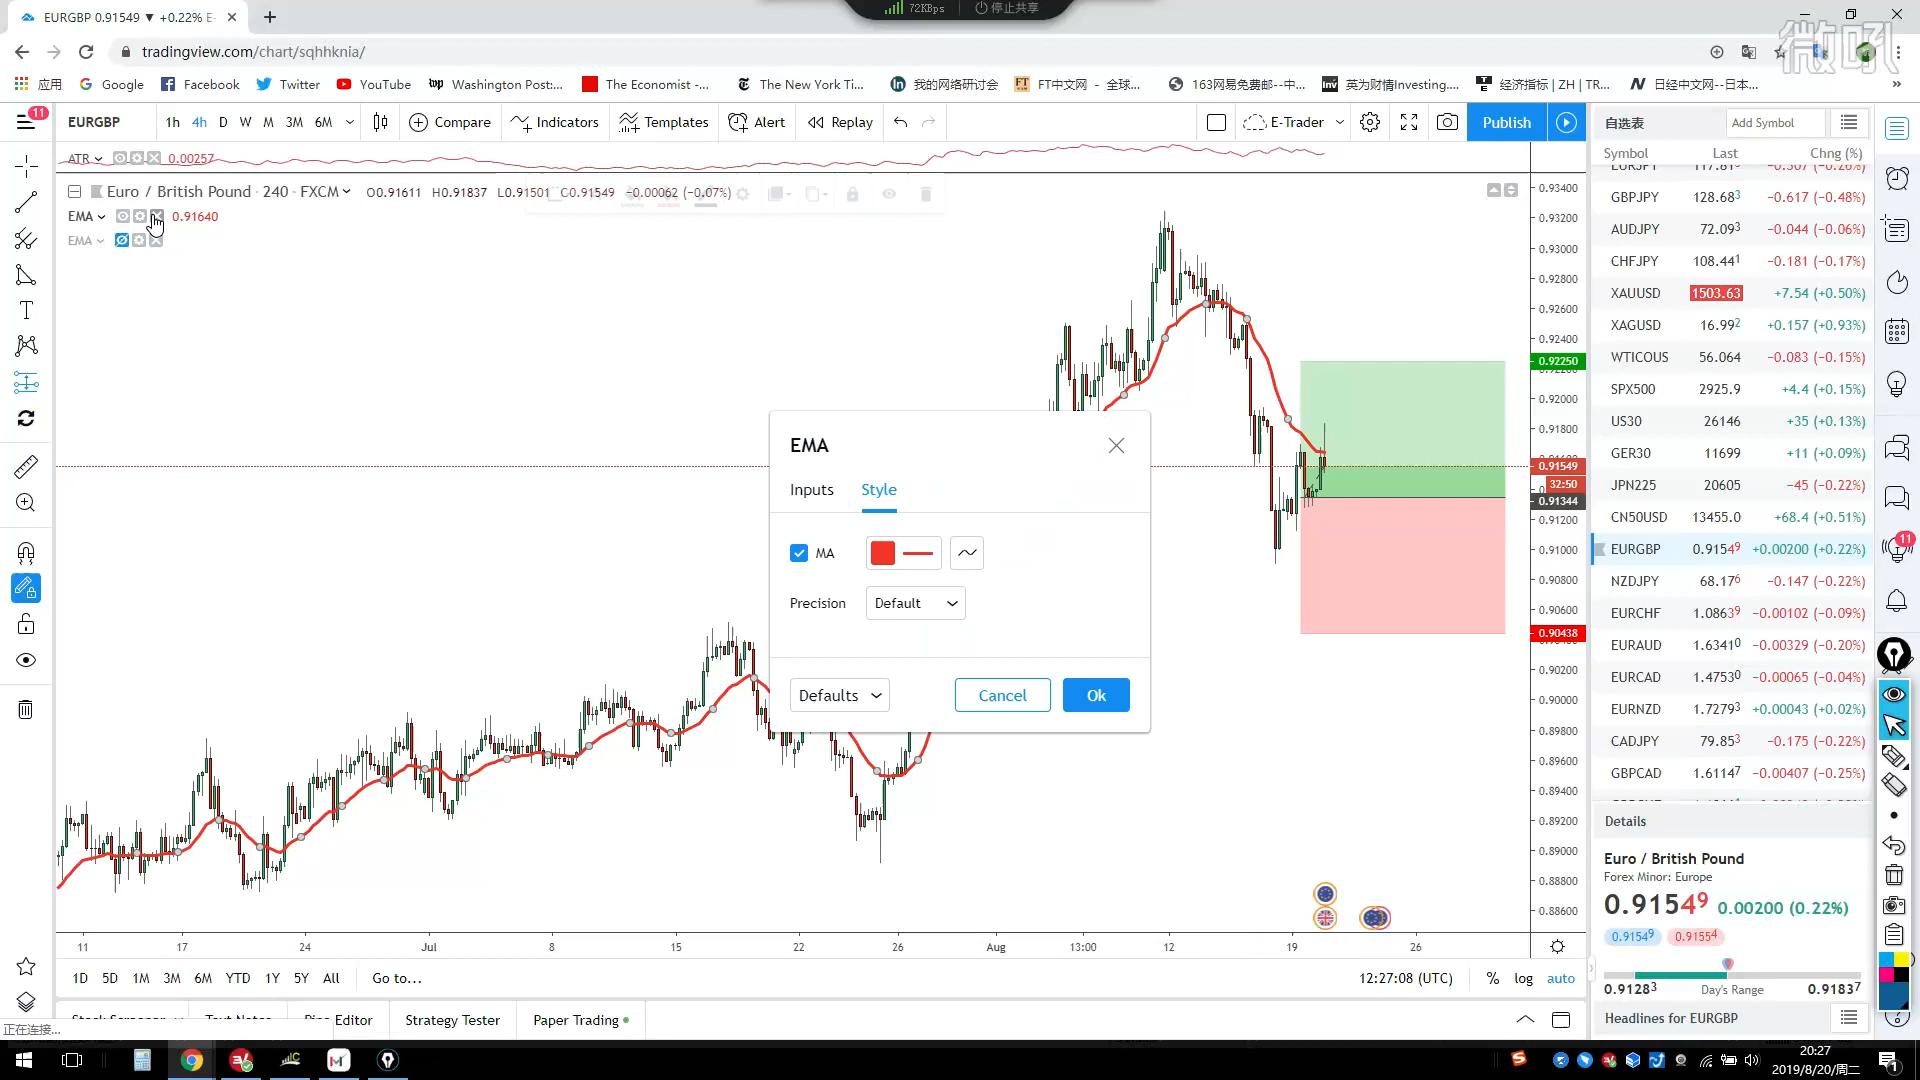 EURGBP 0.91549 ▼ +0.22% E-
72KBps
停止共享
微吼
tradingview.com/chart/sqhhknia/
应用
Google
Facebook
Twitter
YouTube
Washington Post:...
The Economist -...
The New York Ti...
我的网络研讨会
FT中文网 - 全球...
163网易免费邮--中...
英为财情Investing....
经济指标 | ZH | TR...
日经中文网--日本...
11
EURGBP
1h 4h D W M 3M 6M
Compare
Indicators
Templates
Alert
Replay
E-Trader
Publish
自选表
Add Symbol
Symbol Last Chng (%)
ATR 0.00257
Euro / British Pound · 240 · FXCM
O0.91611 H0.91837 L0.91501 C0.91549 −0.00062 (−0.07%)
EMA 0.91640
EMA
0.93400
0.93200
0.93000
0.92800
0.92600
0.92400
0.92250
0.92000
0.91800
0.91549
32:50
0.91344
0.91200
0.91000
0.90800
0.90600
0.90438
0.90200
0.90000
0.89800
0.89600
0.89400
0.89200
0.89000
0.88800
0.88600
EMA
Inputs Style
MA
Precision Default
Defaults Cancel Ok
GBPJPY 128.683 −0.617 (−0.48%)
AUDJPY 72.093 −0.044 (−0.06%)
CHFJPY 108.441 −0.181 (−0.17%)
XAUUSD 1503.63 +7.54 (+0.50%)
XAGUSD 16.992 +0.157 (+0.93%)
WTICOUS 56.064 −0.083 (−0.15%)
SPX500 2925.9 +4.4 (+0.15%)
US30 26146 +35 (+0.13%)
GER30 11699 +11 (+0.09%)
JPN225 20605 −45 (−0.22%)
CN50USD 13455.0 +68.4 (+0.51%)
EURGBP 0.91549 +0.00200 (+0.22%)
NZDJPY 68.176 −0.147 (−0.22%)
EURCHF 1.08639 −0.00102 (−0.09%)
EURAUD 1.63410 −0.00329 (−0.20%)
EURCAD 1.47530 −0.00065 (−0.04%)
EURNZD 1.72793 +0.00043 (+0.02%)
CADJPY 79.853 −0.175 (−0.22%)
GBPCAD 1.61147 −0.00407 (−0.25%)
11
Details
Euro / British Pound
Forex Minor: Europe
0.91549 0.00200 (0.22%)
0.91549 0.91554
0.91283 Day's Range 0.91837
Headlines for EURGBP
11 17 24 Jul 8 15 22 26 Aug 13:00 12 19 26
1D 5D 1M 3M 6M YTD 1Y 5Y All Go to...
12:27:08 (UTC) % log auto
Strategy Tester
Paper Trading
正在连接...
20:27
2019/8/20/周二
1